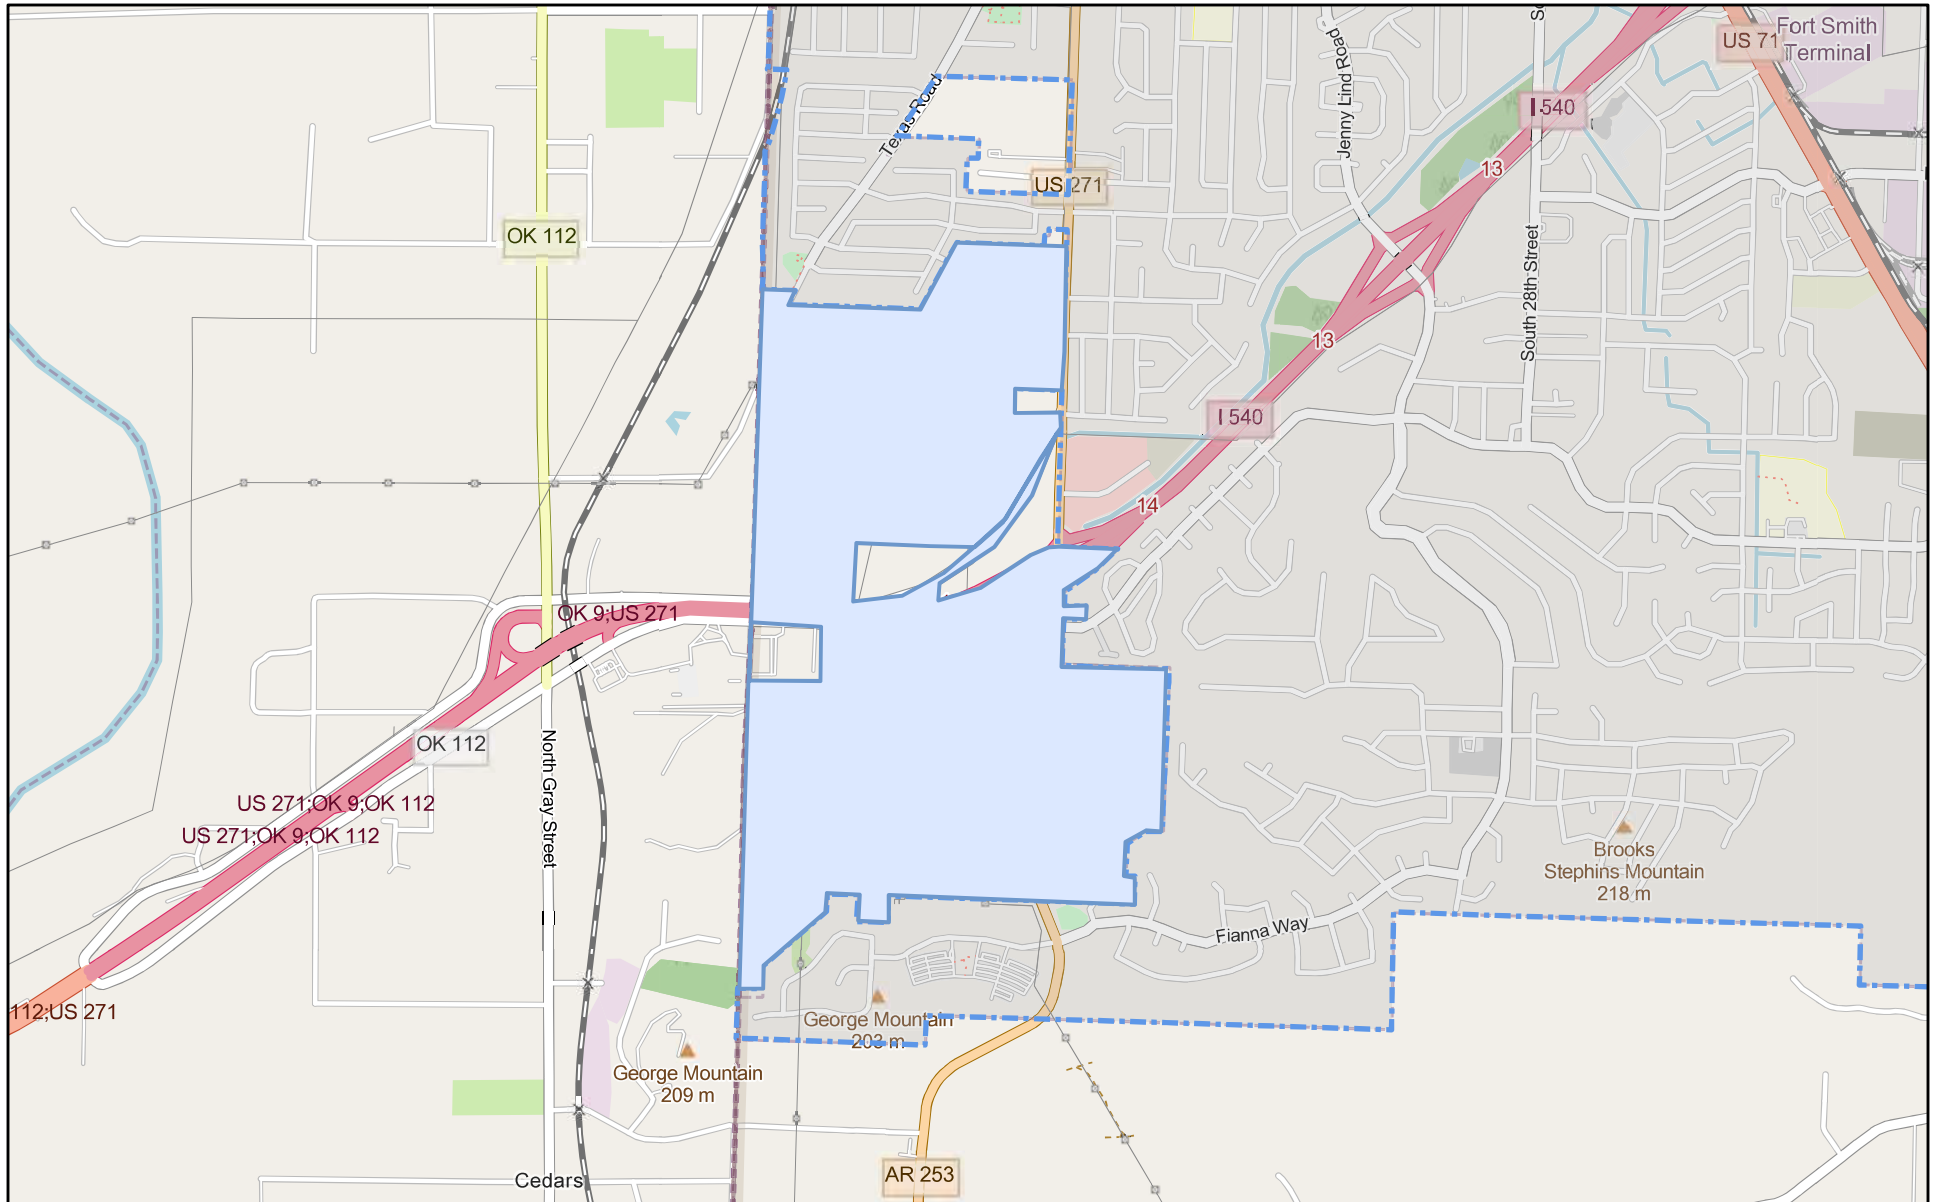 Fort Smith
Terminal
US 71
Jenny Lind Road
I 540
Texas Road
13
US 271
OK 112
South 28th Street
13
I 540
14
OK 9;US 271
OK 112
North Gray Street
US 271;OK 9;OK 112
US 271;OK 9;OK 112
Brooks
Stephins Mountain
218 m
Fianna Way
112;US 271
George Mountain
203 m
George Mountain
209 m
AR 253
Cedars